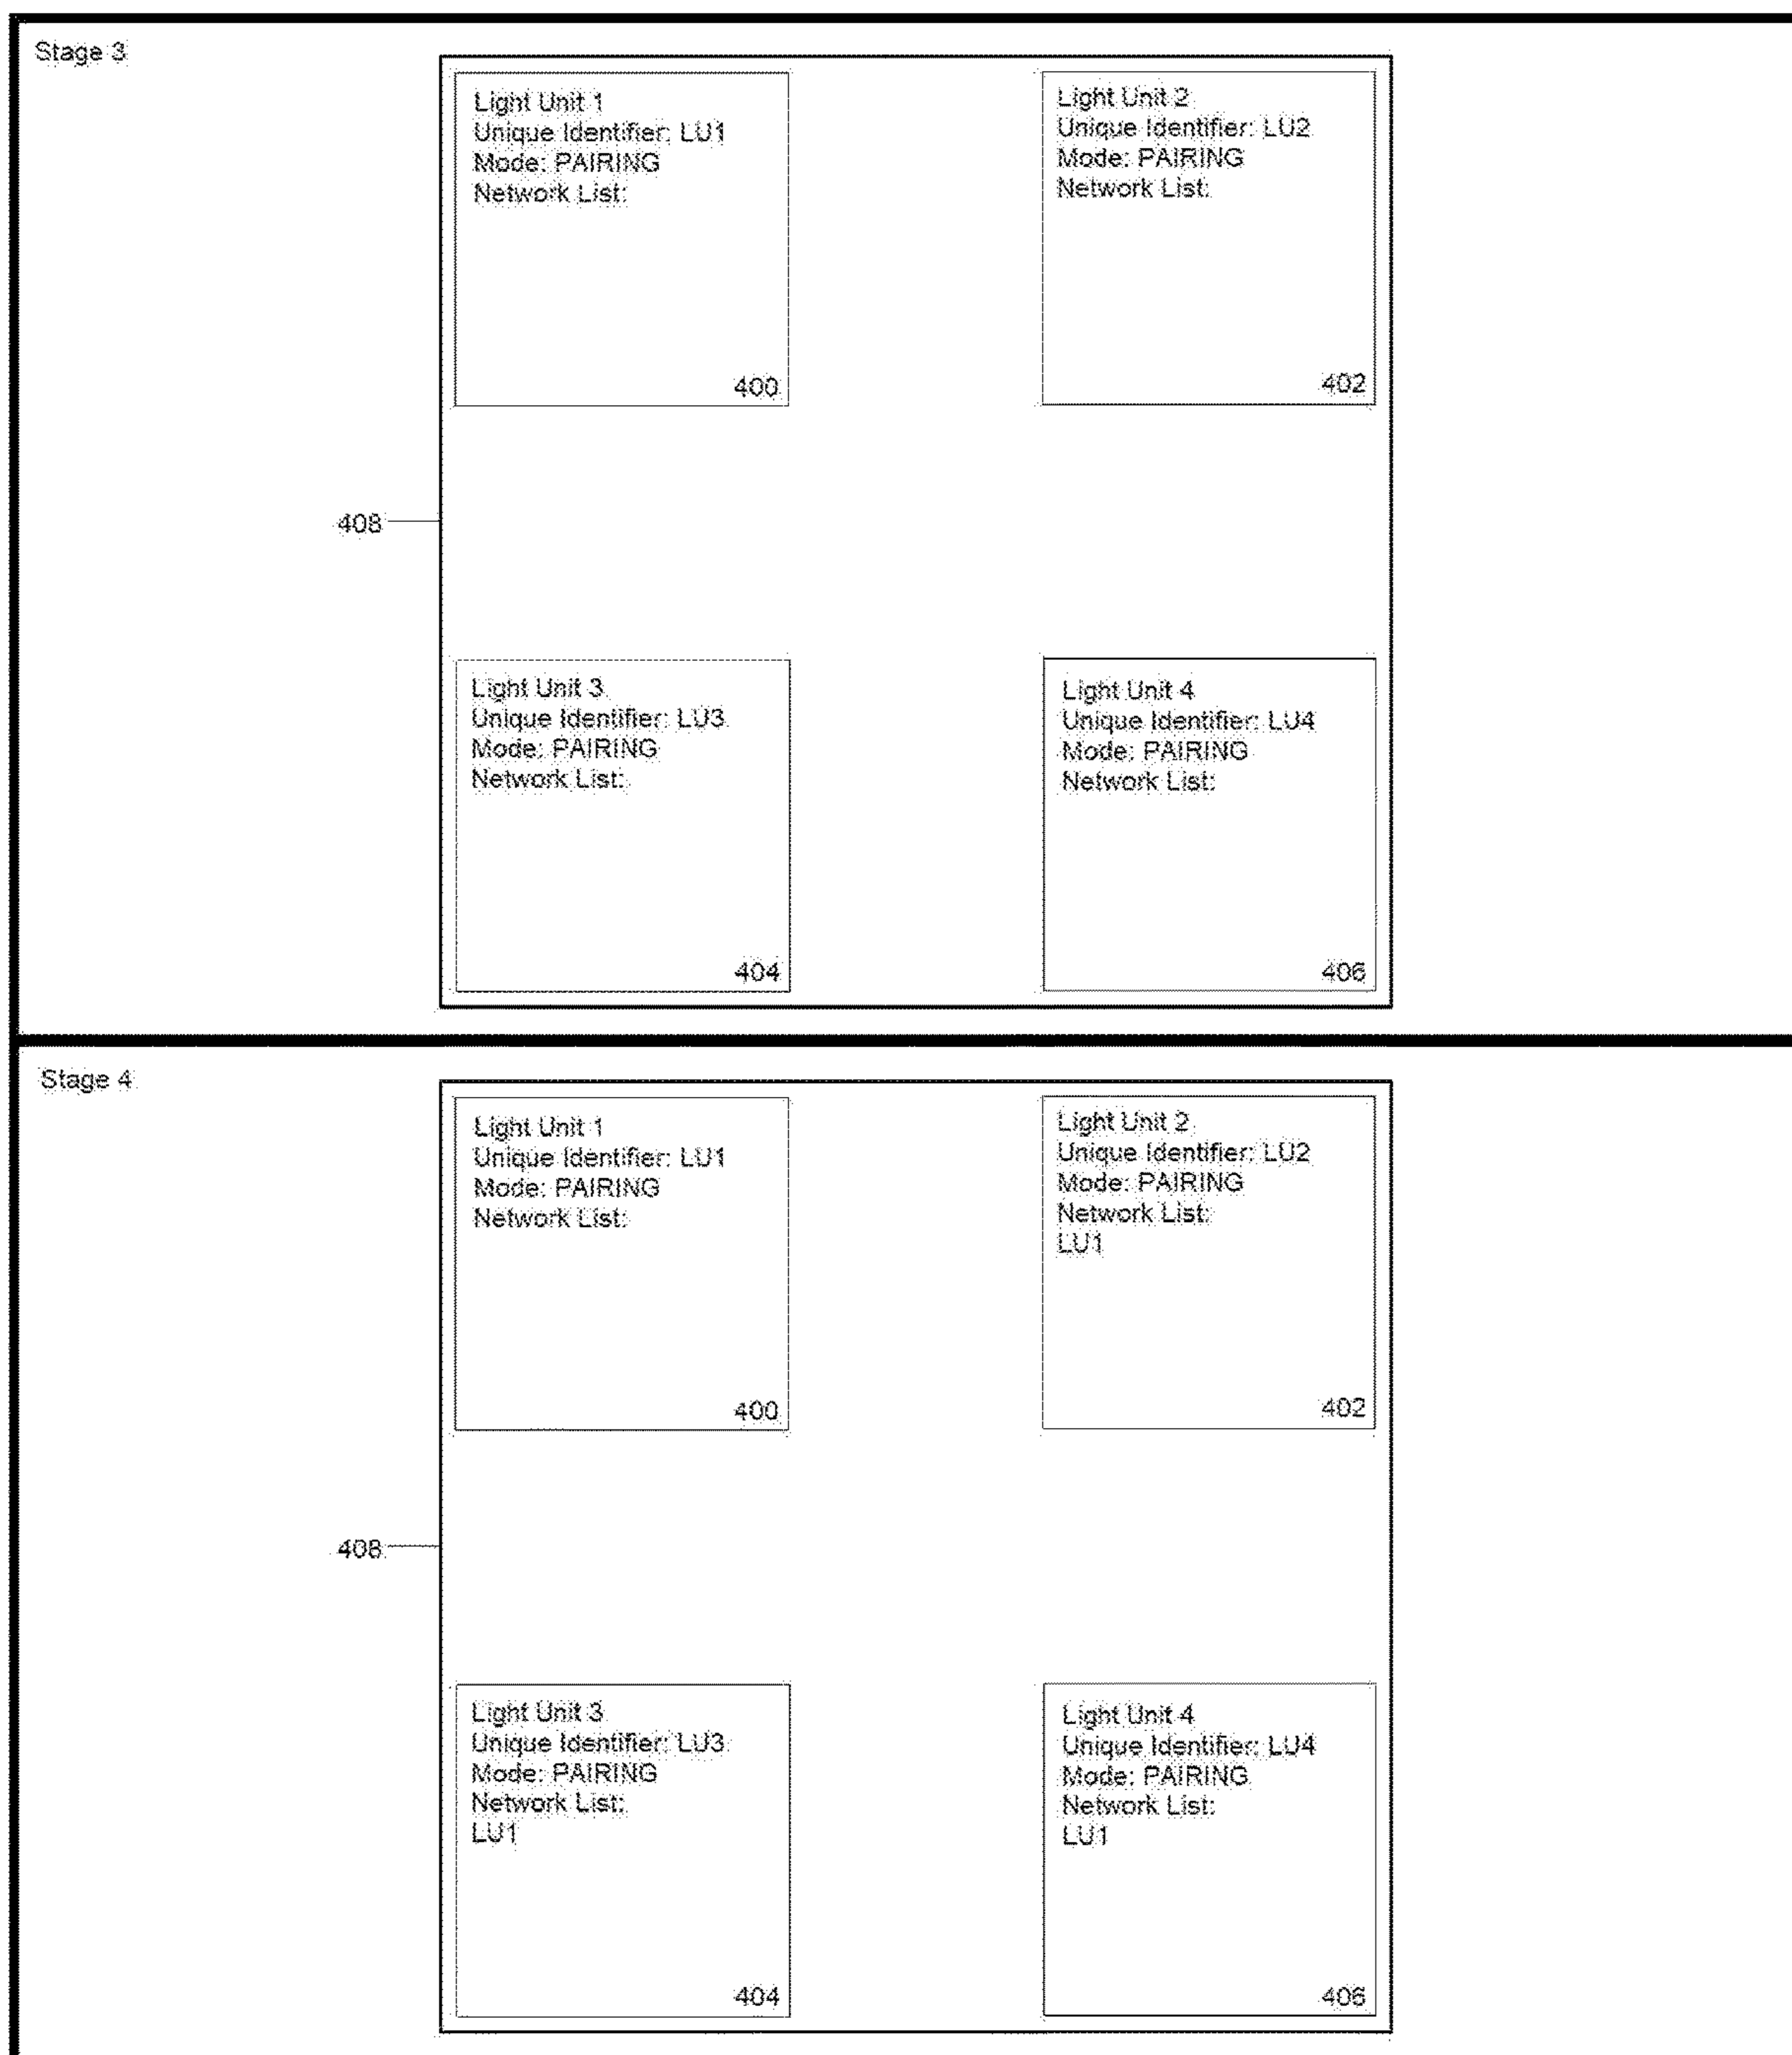 Stage 3
Light Unit 1
Unique Identifier: LU1
Mode: PAIRING
Network List:
400
Light Unit 2
Unique Identifier: LU2
Mode: PAIRING
Network List:
402
408
Light Unit 3
Unique Identifier: LU3
Mode: PAIRING
Network List:
404
Light Unit 4
Unique Identifier: LU4
Mode: PAIRING
Network List:
406
Stage 4
Light Unit 1
Unique Identifier: LU1
Mode: PAIRING
Network List:
400
Light Unit 2
Unique Identifier: LU2
Mode: PAIRING
Network List:
LU1
402
408
Light Unit 3
Unique Identifier: LU3
Mode: PAIRING
Network List:
LU1
404
Light Unit 4
Unique Identifier: LU4
Mode: PAIRING
Network List:
LU1
406